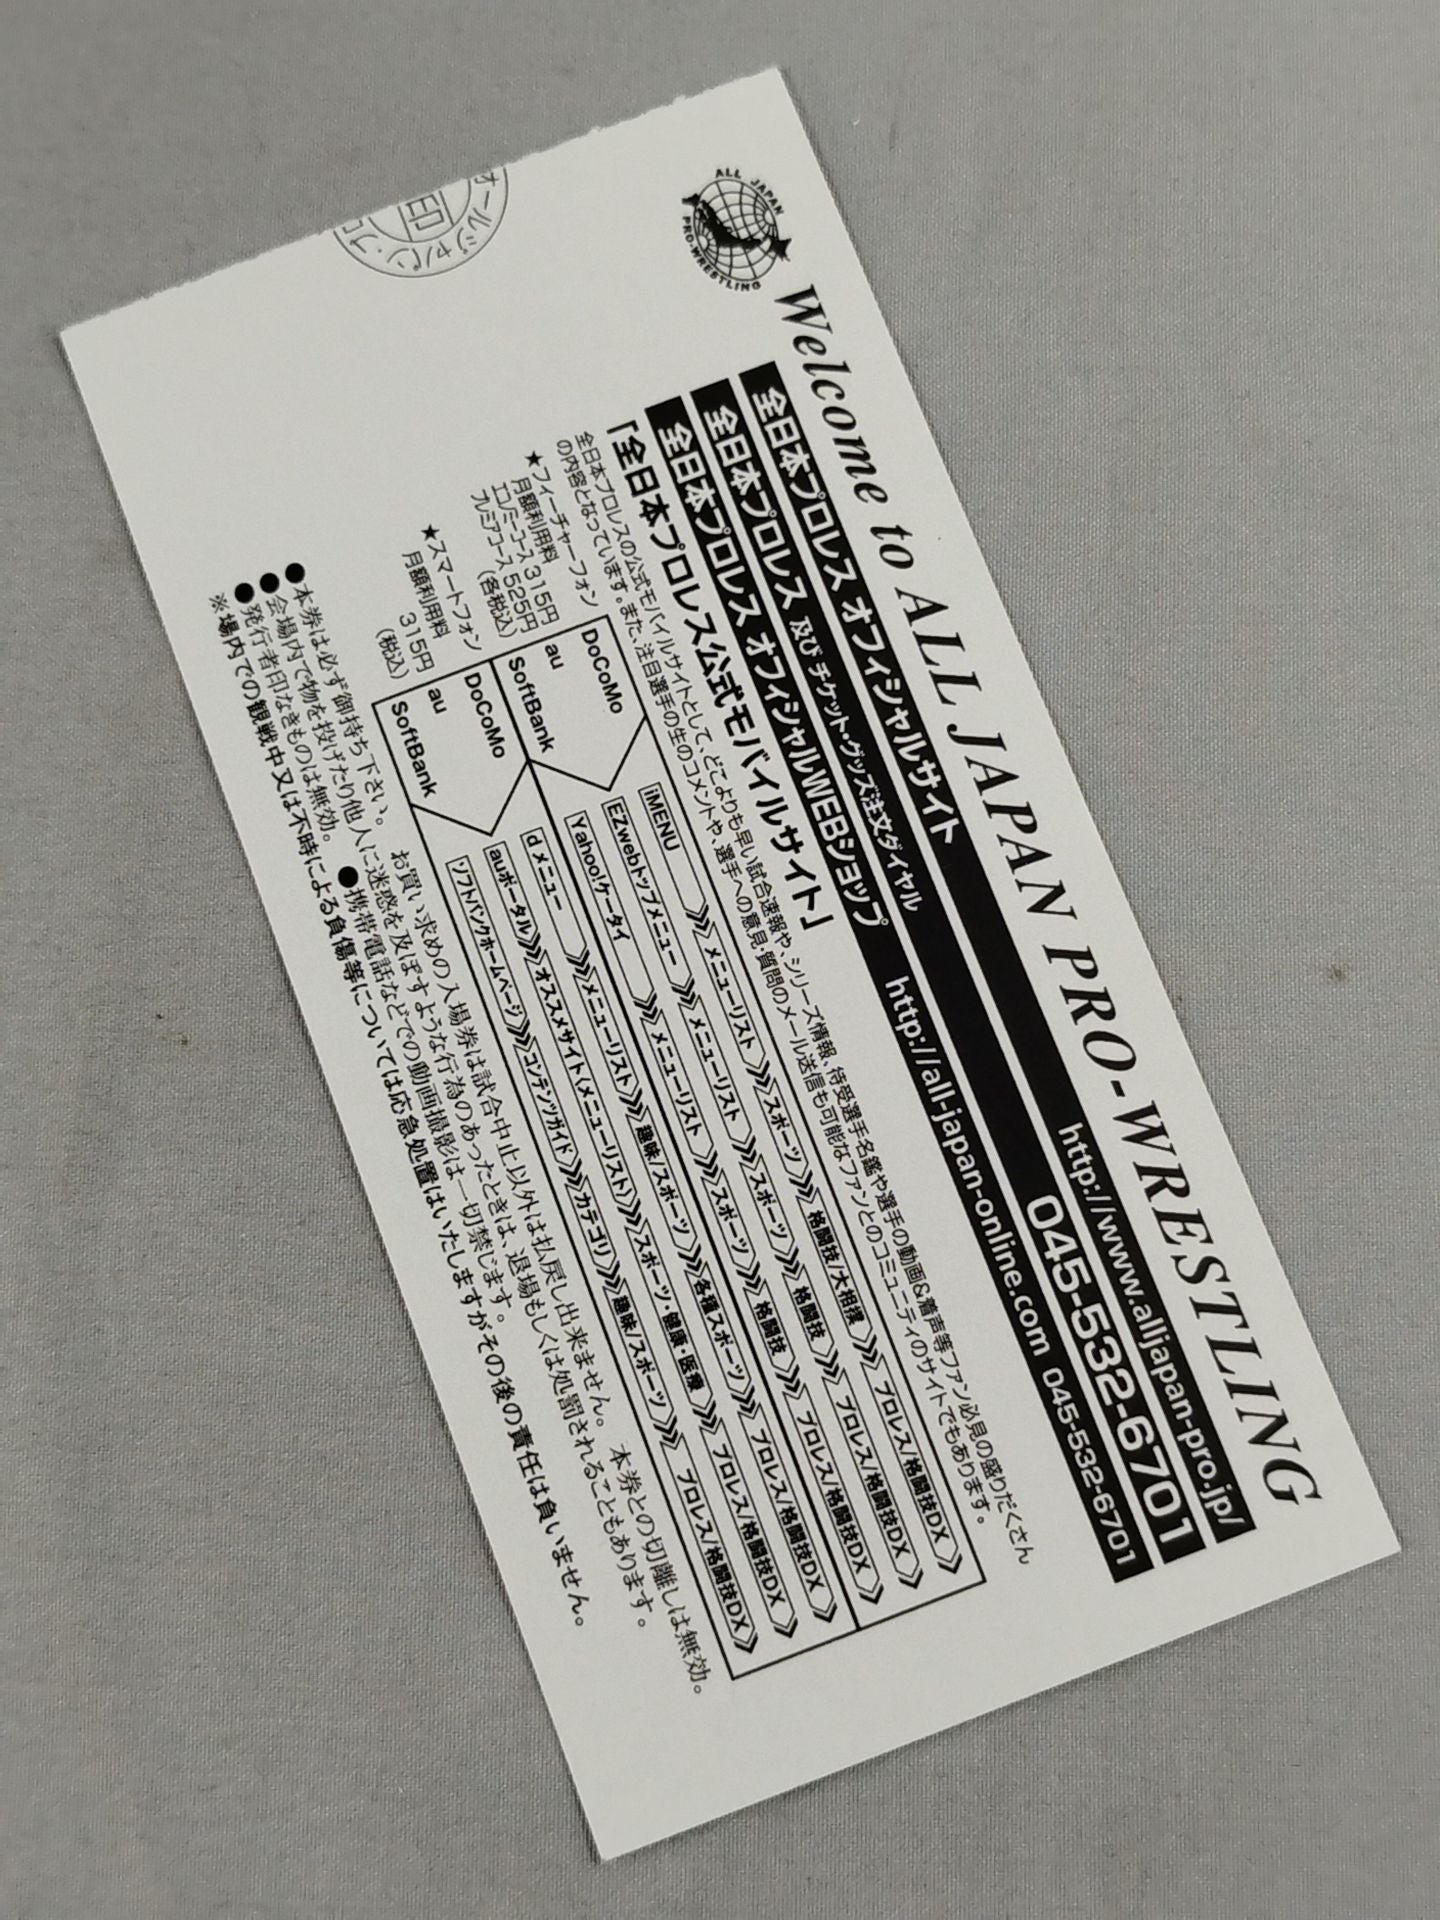 ALL JAPAN
PRO-WRESTLING
Welcome to ALL JAPAN PRO-WRESTLING
全日本プロレス オフィシャルサイト http://www.alljapan-pro.jp/
全日本プロレス 及び チケット・グッズ注文ダイヤル 045-532-6701
全日本プロレス オフィシャルWEBショップ http://all-japan-online.com 045-532-6701
「全日本プロレス公式モバイルサイト」
全日本プロレスの公式モバイルサイトとして、どこよりも早い試合速報や、シリーズ情報、待受選手名鑑や選手の動画&着声等ファン必見の盛りだくさん
の内容となっています。また、注目選手の生のコメントや、選手への意見・質問のメール送信も可能なファンとのコミューニティのサイトでもあります。
★フィーチャーフォン
月額利用料
エコノミーコース 315円
プレミアコース 525円
(各税込)
DoCoMo iMENU メニューリスト スポーツ 格闘技/大相撲 プロレス/格闘技DX
au EZwebトップメニュー メニューリスト スポーツ 格闘技 プロレス/格闘技DX
SoftBank Yahoo!ケータイ メニューリスト スポーツ 格闘技 プロレス/格闘技DX
★スマートフォン
月額利用料
315円
(税込)
DoCoMo dメニュー メニューリスト 趣味/スポーツ 各種スポーツ プロレス/格闘技DX
au auポータル オススメサイト(メニューリスト) スポーツ・健康・医療 プロレス/格闘技DX
SoftBank ソフトバンクホームページ コンテンツガイド カテゴリ 趣味/スポーツ プロレス/格闘技DX
●本券は必ず御持ち下さい。 お買い求めの入場券は試合中止以外は払戻し出来ません。 本券との切離しは無効。
●会場内で物を投げたり他人に迷惑を及ぼすような行為のあったときは、退場もしくは処罰されることもあります。
●発行者印なきものは無効。 ●携帯電話などでの動画撮影は一切禁じます。
※場内での観戦中又は不時による負傷等については応急処置はいたしますがその後の責任は負いません。
オールジャパン・プロ
印